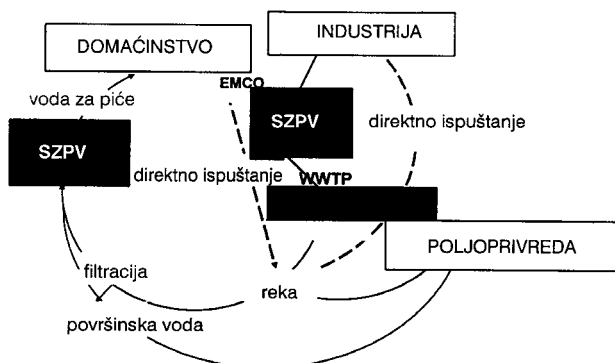 DOMAĆINSTVO
INDUSTRIJA
EMCO
voda za piće
SZPV
SZPV
direktno ispuštanje
direktno ispuštanje
WWTP
POLJOPRIVREDA
filtracija
reka
površinska voda